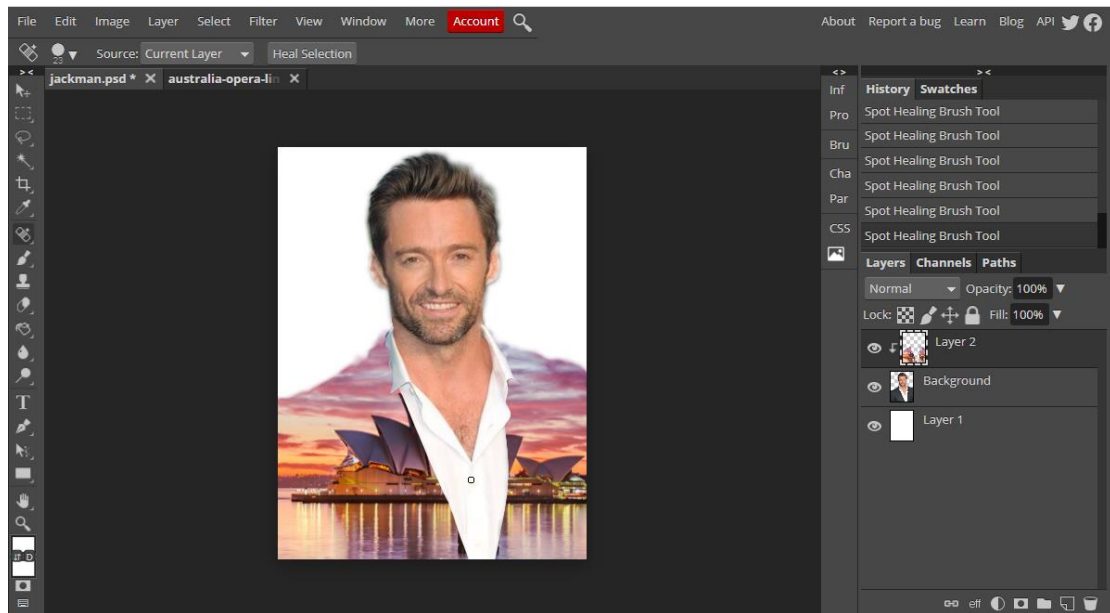 File Edit Image Layer Select Filter View Window More Account About Report a bug Learn Blog API
23 Source: Current Layer Heal Selection
> < jackman.psd * X australia-opera-lin X < > > <
Inf History Swatches
Pro Spot Healing Brush Tool
Spot Healing Brush Tool
Bru Spot Healing Brush Tool
Cha Spot Healing Brush Tool
Par Spot Healing Brush Tool
CSS Spot Healing Brush Tool
Layers Channels Paths
Normal Opacity: 100%
Lock: Fill: 100%
Layer 2
Background
Layer 1
T
D
eff